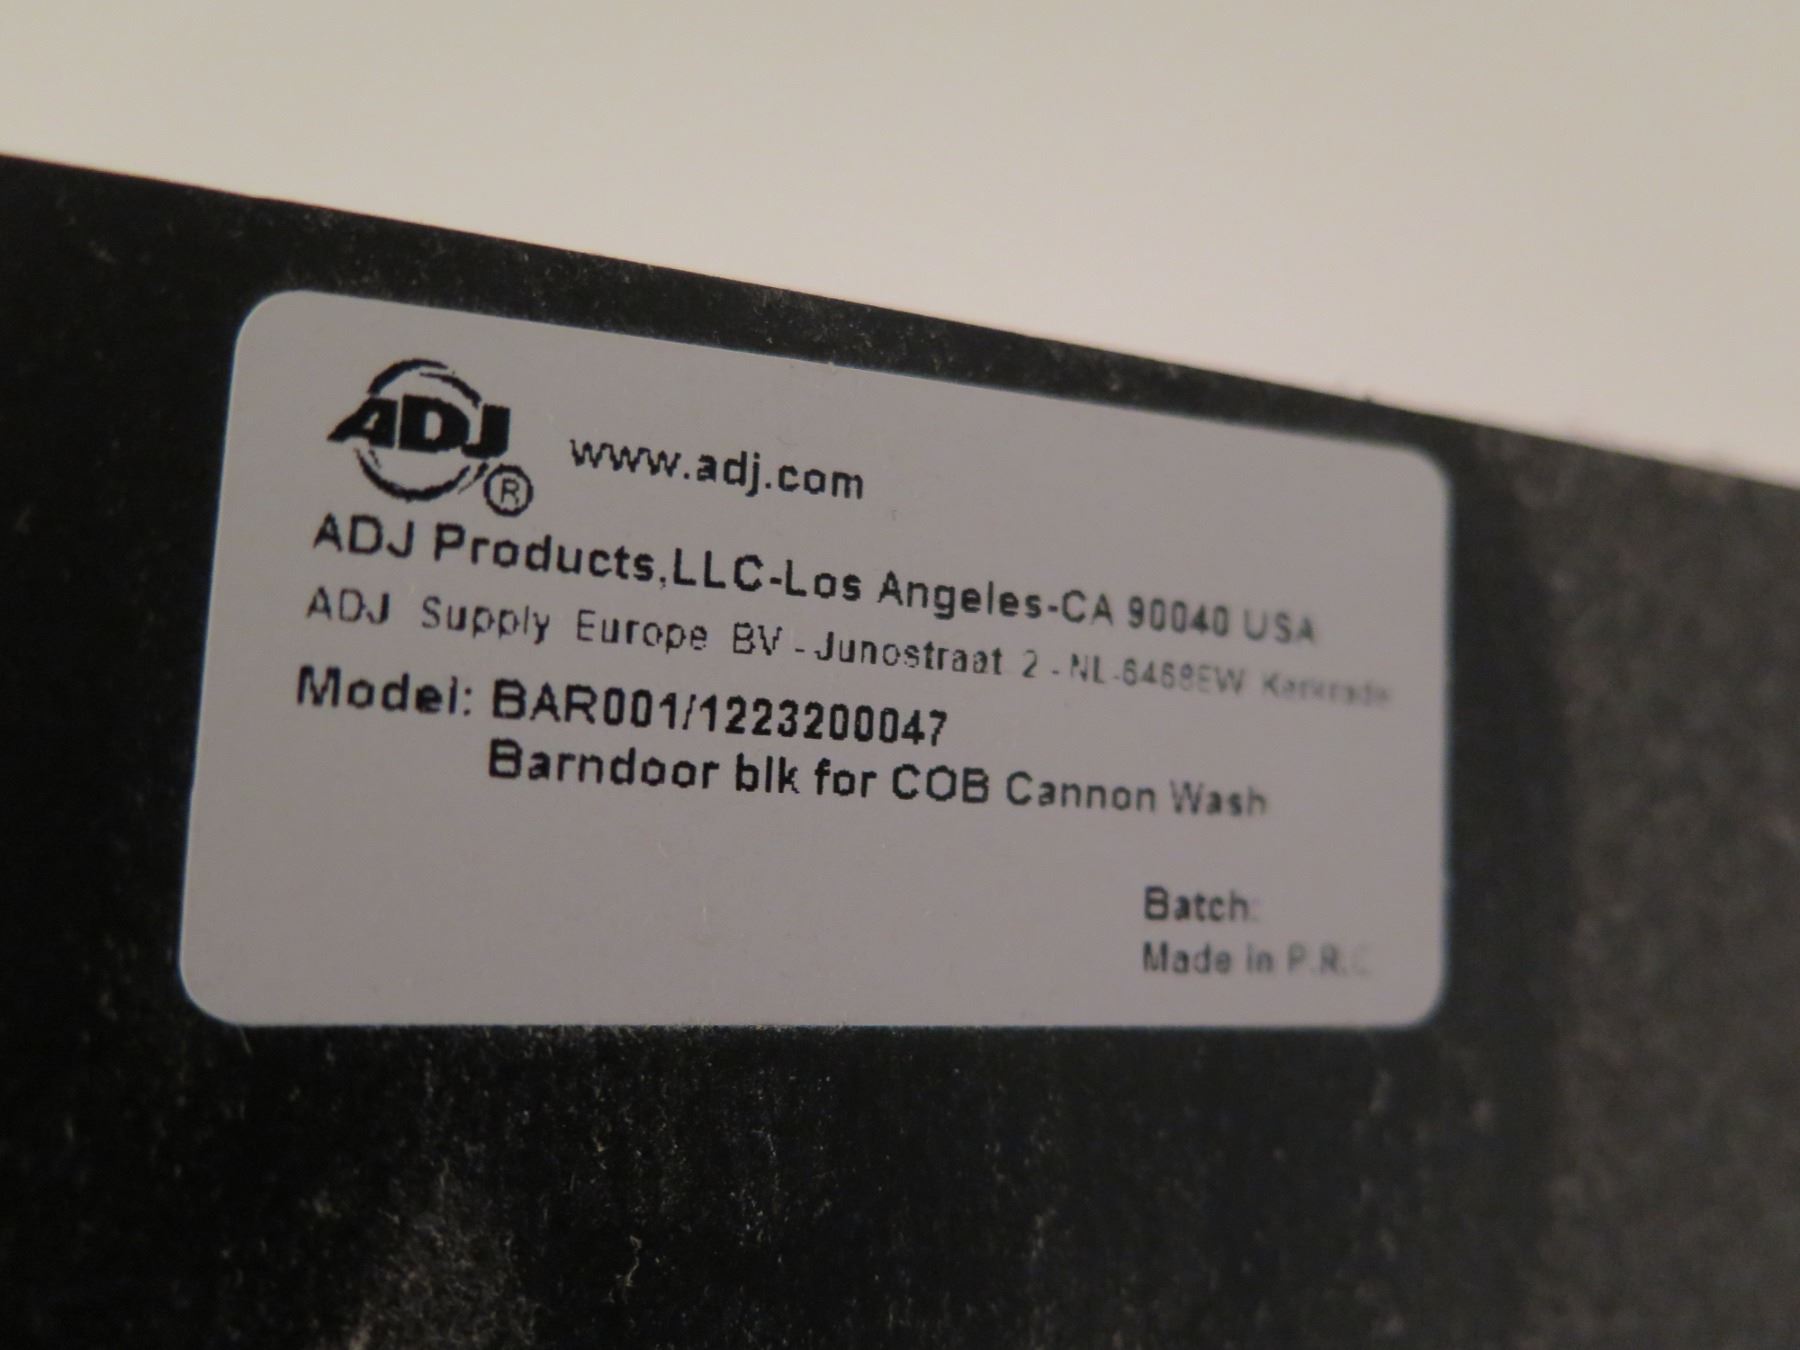 ADJ ® www.adj.com
ADJ Products,LLC-Los Angeles-CA 90040 USA
ADJ Supply Europe BV - Junostraat 2 - NL-6468EW Kerkrade
Model: BAR001/1223200047
Barndoor blk for COB Cannon Wash
Batch:
Made in P.R.C